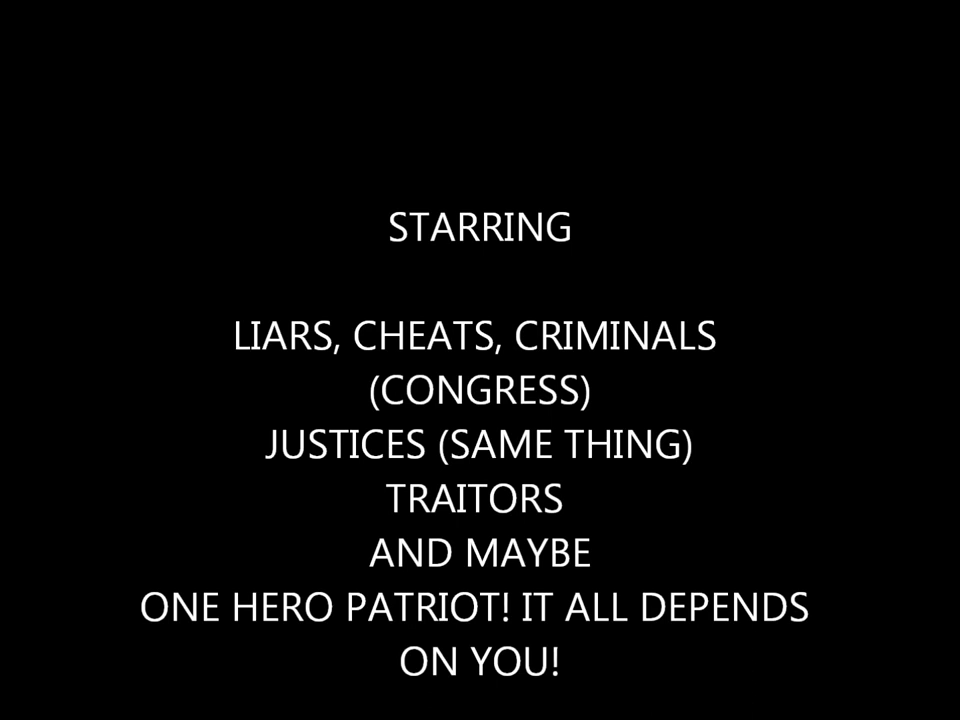 STARRING
LIARS, CHEATS, CRIMINALS
(CONGRESS)
JUSTICES (SAME THING)
TRAITORS
AND MAYBE
ONE HERO PATRIOT! IT ALL DEPENDS
ON YOU!